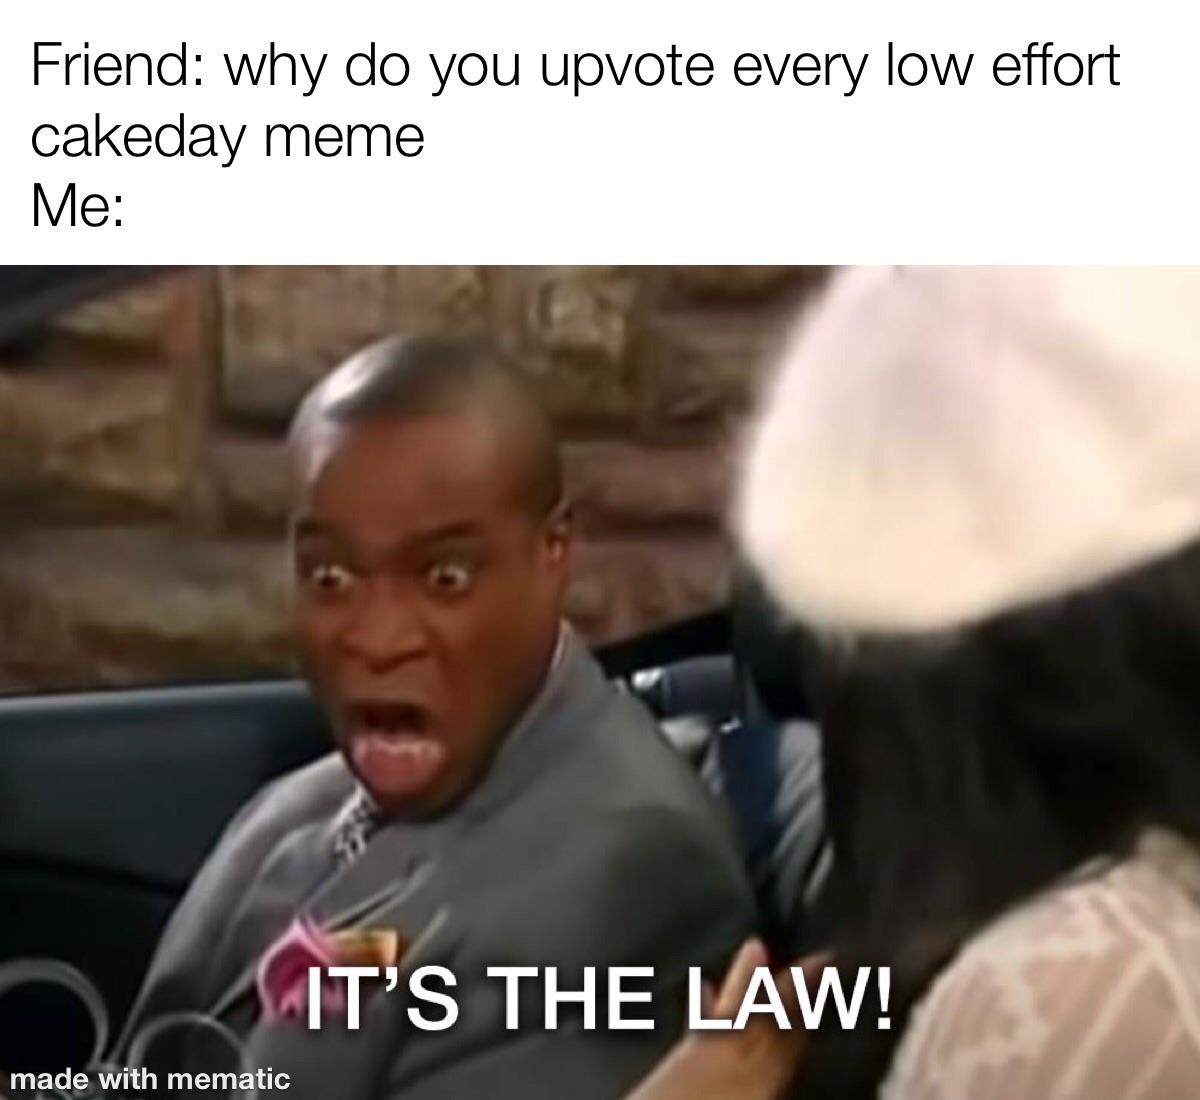 Friend: why do you upvote every low effort
cakeday meme
Me:
IT'S THE LAW!
made with mematic